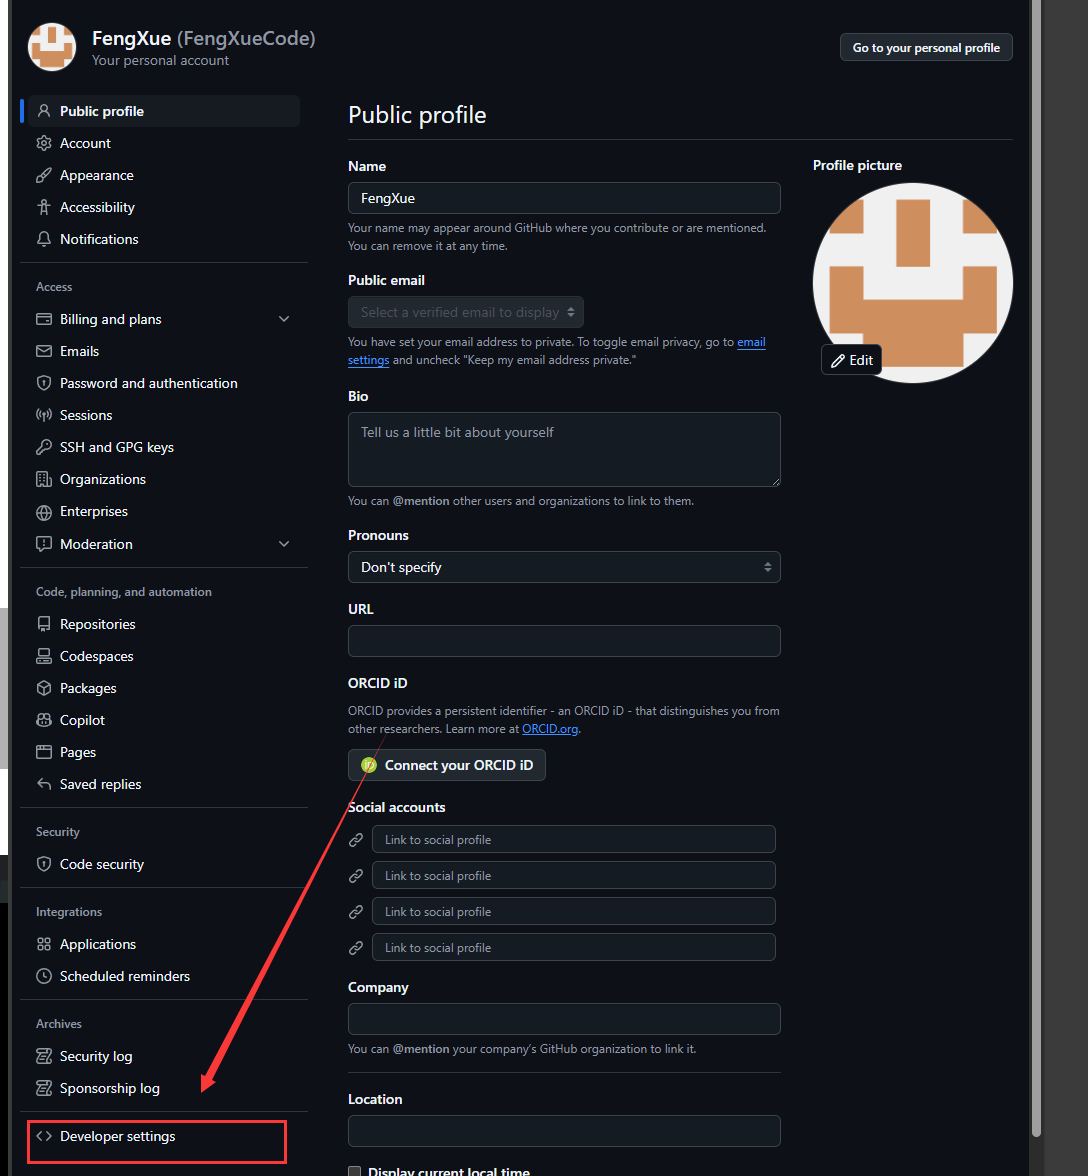 FengXue (FengXueCode)
Your personal account
Go to your personal profile
Public profile
Account
Appearance
Accessibility
Notifications
Access
Billing and plans
Emails
Password and authentication
Sessions
SSH and GPG keys
Organizations
Enterprises
Moderation
Code, planning, and automation
Repositories
Codespaces
Packages
Copilot
Pages
Saved replies
Security
Code security
Integrations
Applications
Scheduled reminders
Archives
Security log
Sponsorship log
Developer settings
Public profile
Name
FengXue
Your name may appear around GitHub where you contribute or are mentioned.
You can remove it at any time.
Public email
Select a verified email to display
You have set your email address to private. To toggle email privacy, go to email
settings and uncheck "Keep my email address private."
Bio
Tell us a little bit about yourself
You can @mention other users and organizations to link to them.
Pronouns
Don't specify
URL
ORCID iD
ORCID provides a persistent identifier - an ORCID iD - that distinguishes you from
other researchers. Learn more at ORCID.org.
iD Connect your ORCID iD
Social accounts
Link to social profile
Link to social profile
Link to social profile
Link to social profile
Company
You can @mention your company's GitHub organization to link it.
Location
Display current local time
Profile picture
Edit